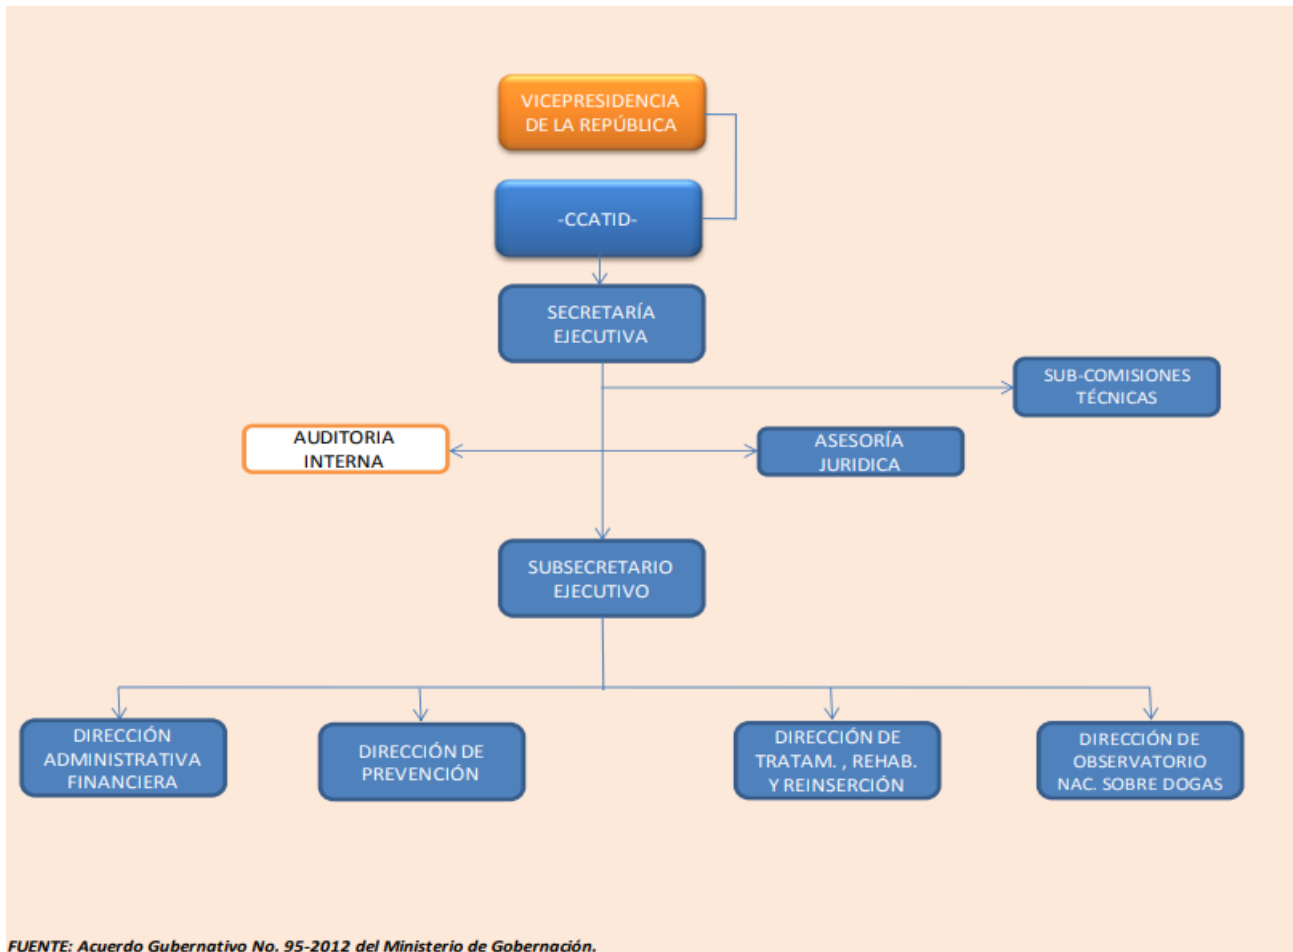 VICEPRESIDENCIA
DE LA REPÚBLICA
-CCATID-
SECRETARÍA
EJECUTIVA
SUB-COMISIONES
TÉCNICAS
AUDITORIA
INTERNA
ASESORÍA
JURIDICA
SUBSECRETARIO
EJECUTIVO
DIRECCIÓN
ADMINISTRATIVA
FINANCIERA
DIRECCIÓN DE
PREVENCIÓN
DIRECCIÓN DE
TRATAM. , REHAB.
Y REINSERCIÓN
DIRECCIÓN DE
OBSERVATORIO
NAC. SOBRE DOGAS
FUENTE: Acuerdo Gubernativo No. 95-2012 del Ministerio de Gobernación.